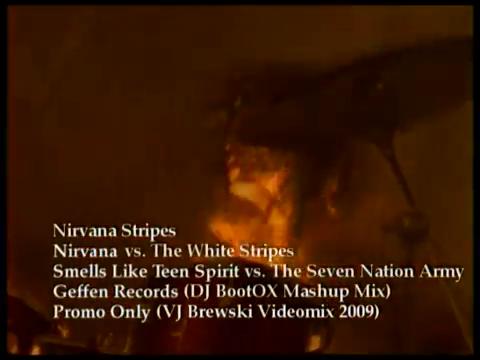 Nirvana Stripes
Nirvana vs. The White Stripes
Smells Like Teen Spirit vs. The Seven Nation Army
Geffen Records (DJ BootOX Mashup Mix)
Promo Only (VJ Brewski Videomix 2009)